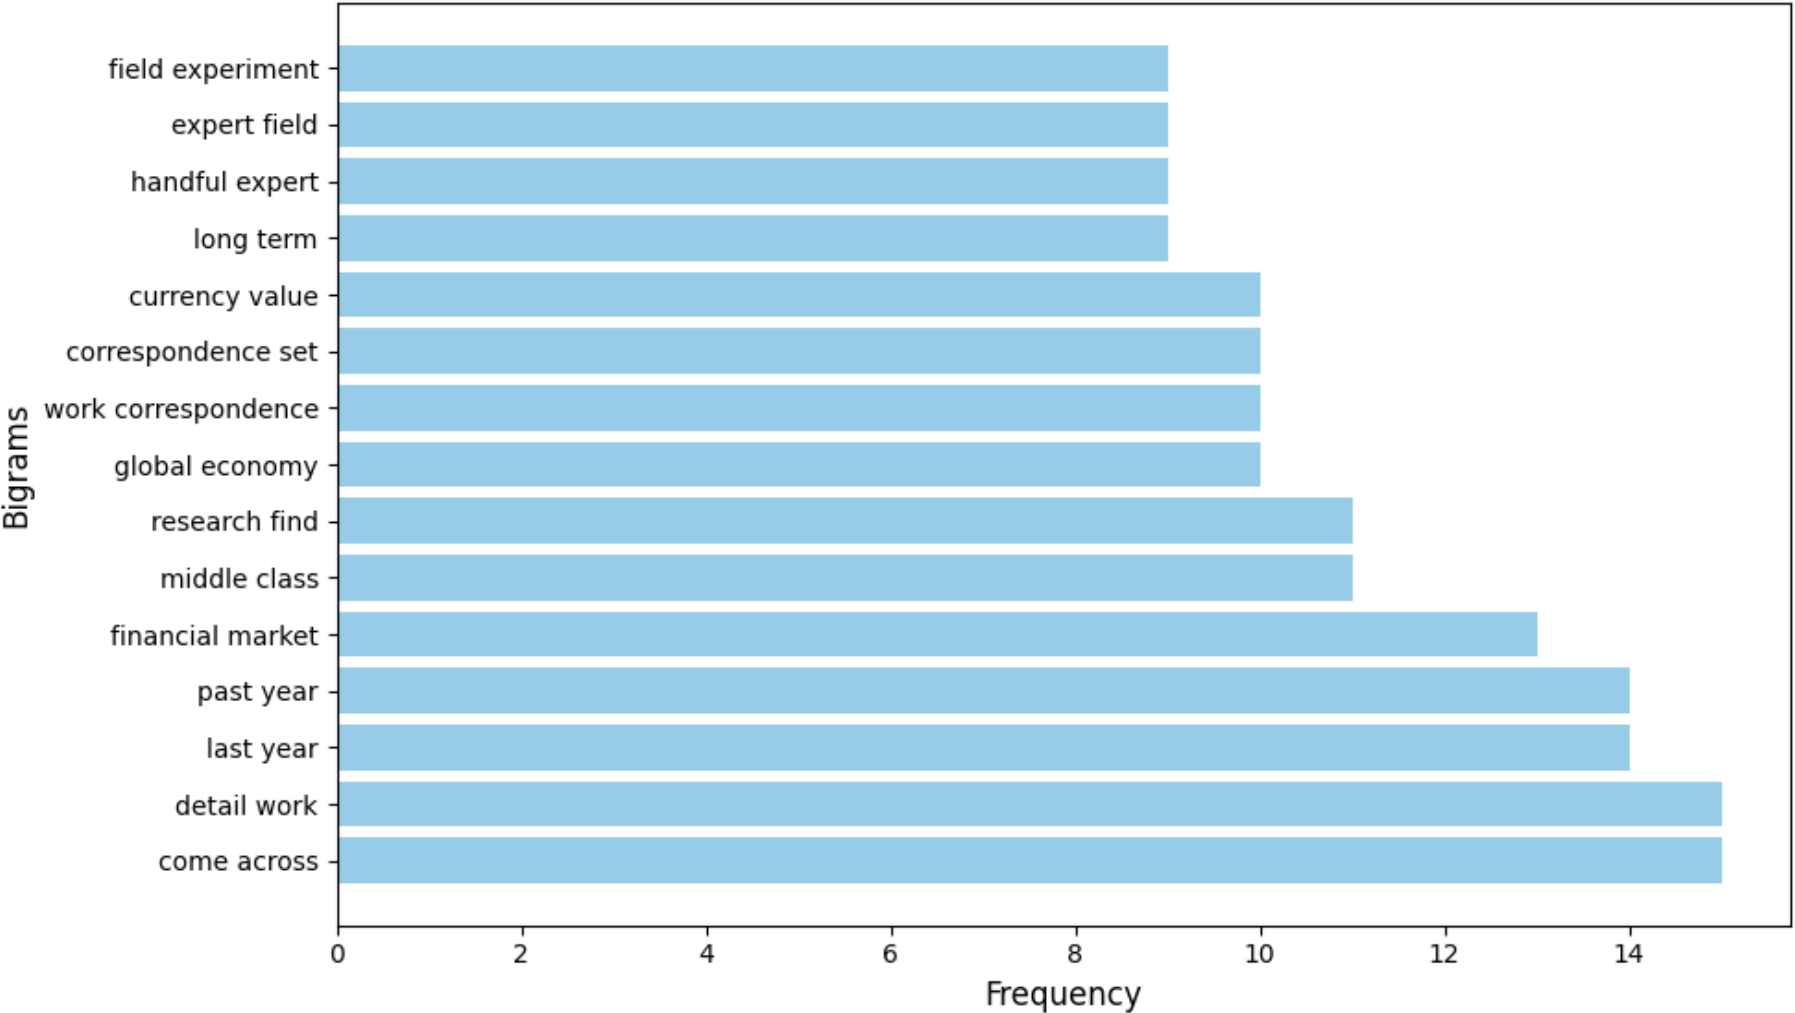 field experiment
expert field
handful expert
long term
currency value
correspondence set
work correspondence
global economy
research find
middle class
financial market
past year
last year
detail work
come across
Bigrams
0 2 4 6 8 10 12 14
Frequency